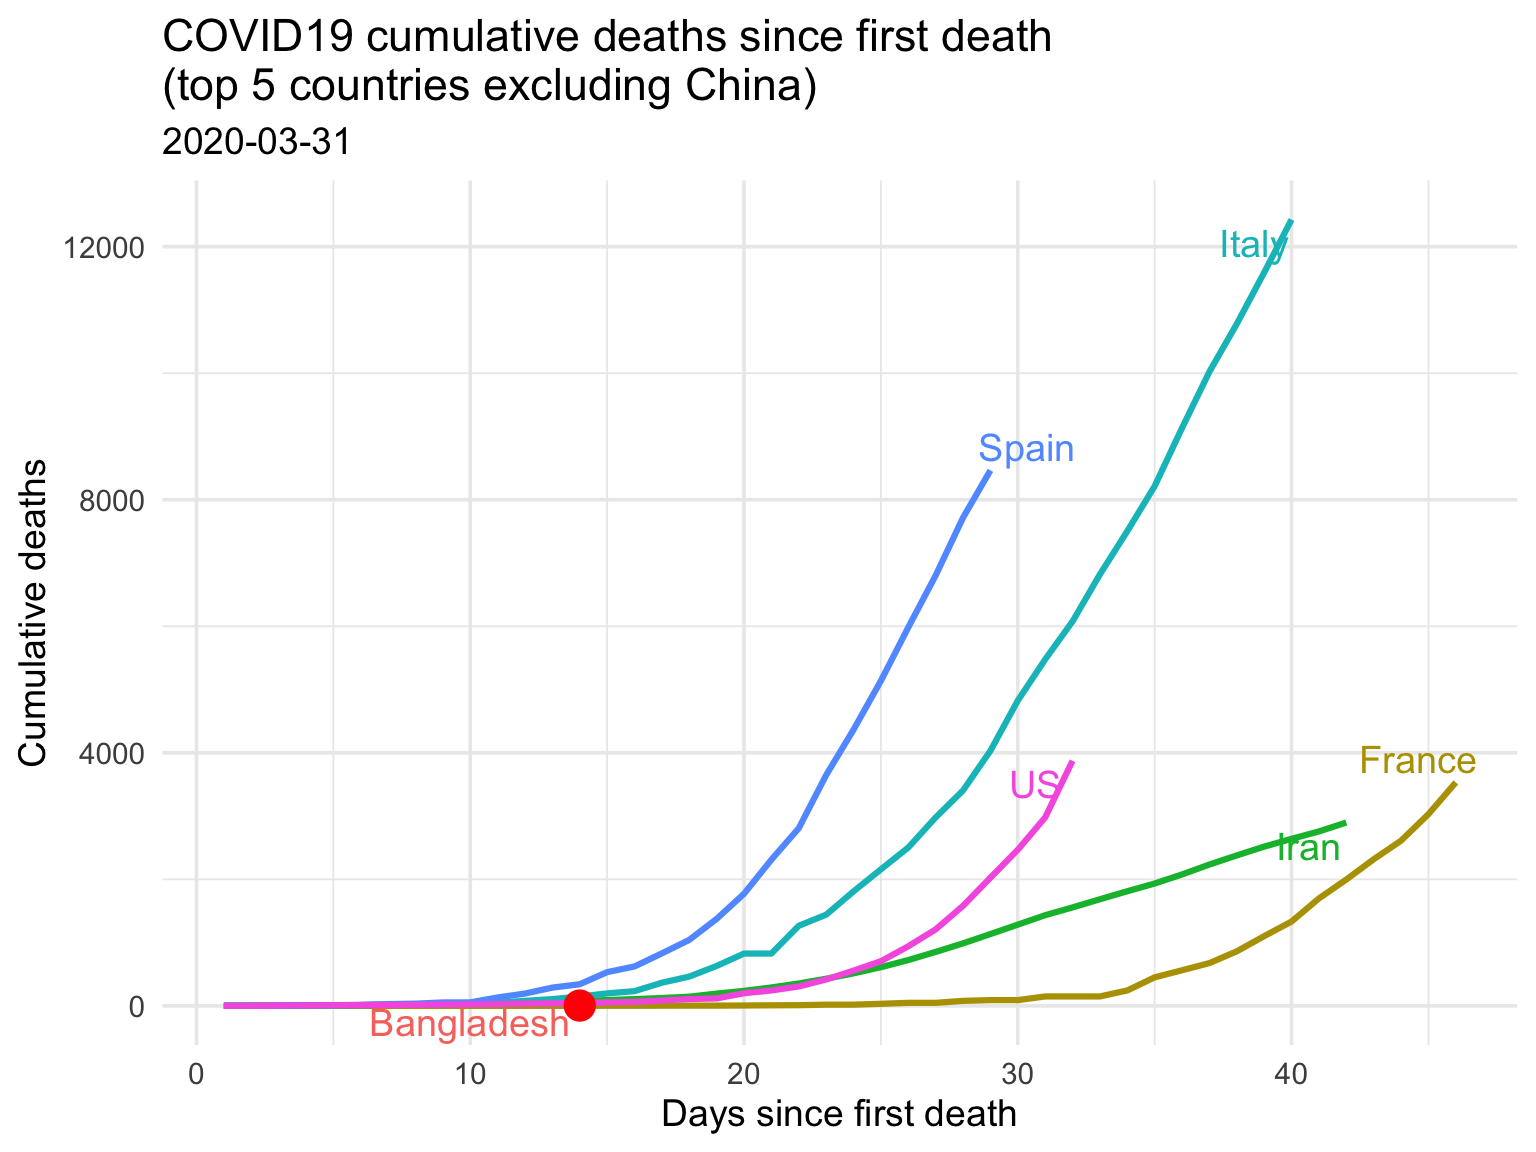 COVID19 cumulative deaths since first death
(top 5 countries excluding China)
2020-03-31
12000
8000
4000
0
Cumulative deaths
Italy
Spain
US
France
Iran
Bangladesh
0
10
20
30
40
Days since first death